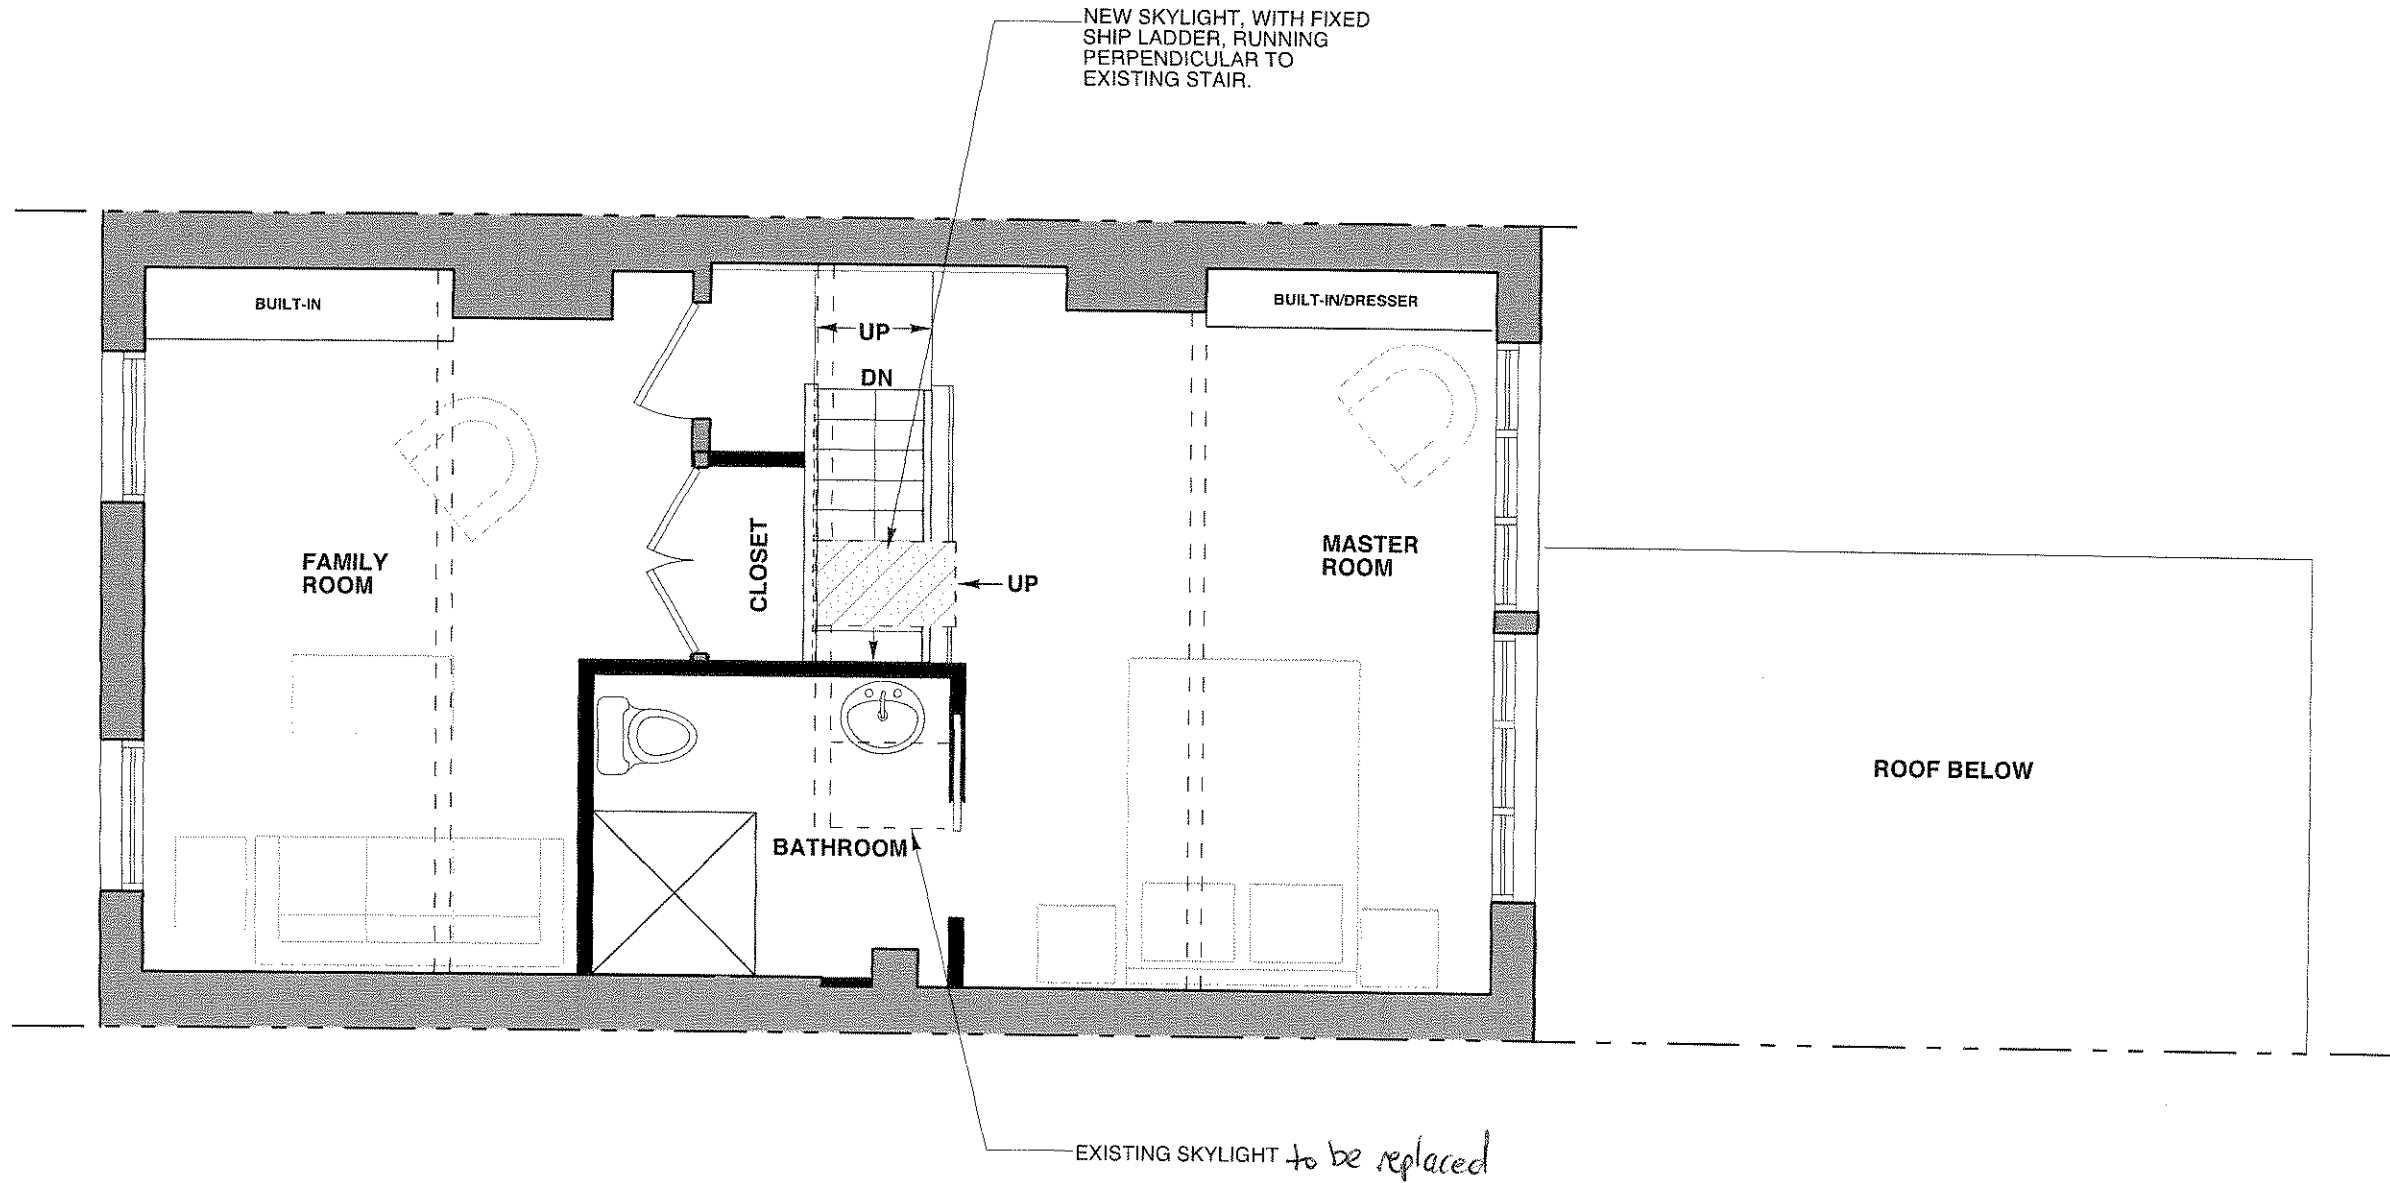 NEW SKYLIGHT, WITH FIXED
SHIP LADDER, RUNNING
PERPENDICULAR TO
EXISTING STAIR.
BUILT-IN
BUILT-IN/DRESSER
UP
DN
FAMILY
ROOM
CLOSET
UP
MASTER
ROOM
ROOF BELOW
BATHROOM
EXISTING SKYLIGHT to be replaced